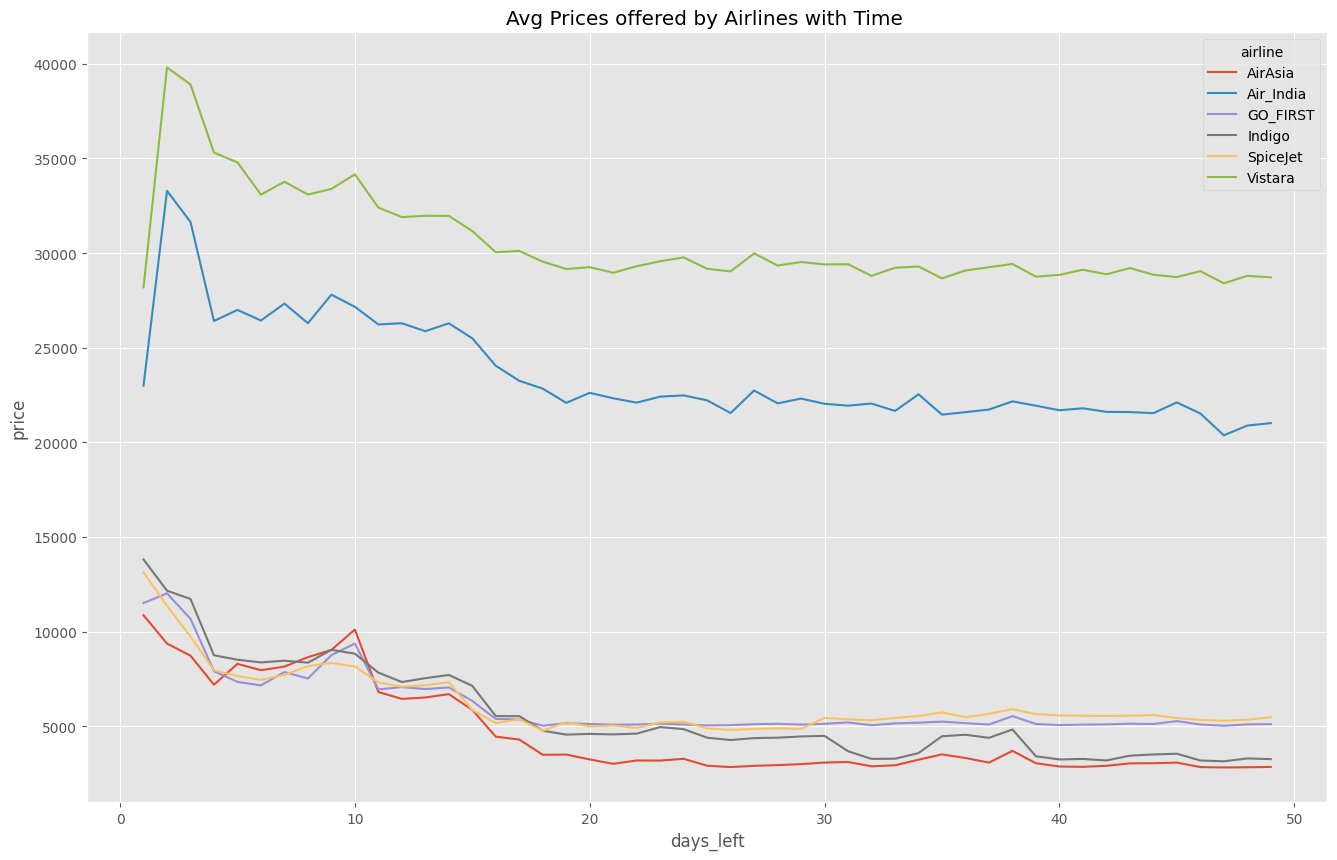 Avg Prices offered by Airlines with Time
airline
AirAsia
Air_India
GO_FIRST
Indigo
SpiceJet
Vistara
40000
35000
30000
25000
20000
15000
10000
5000
price
0
10
20
30
40
50
days_left